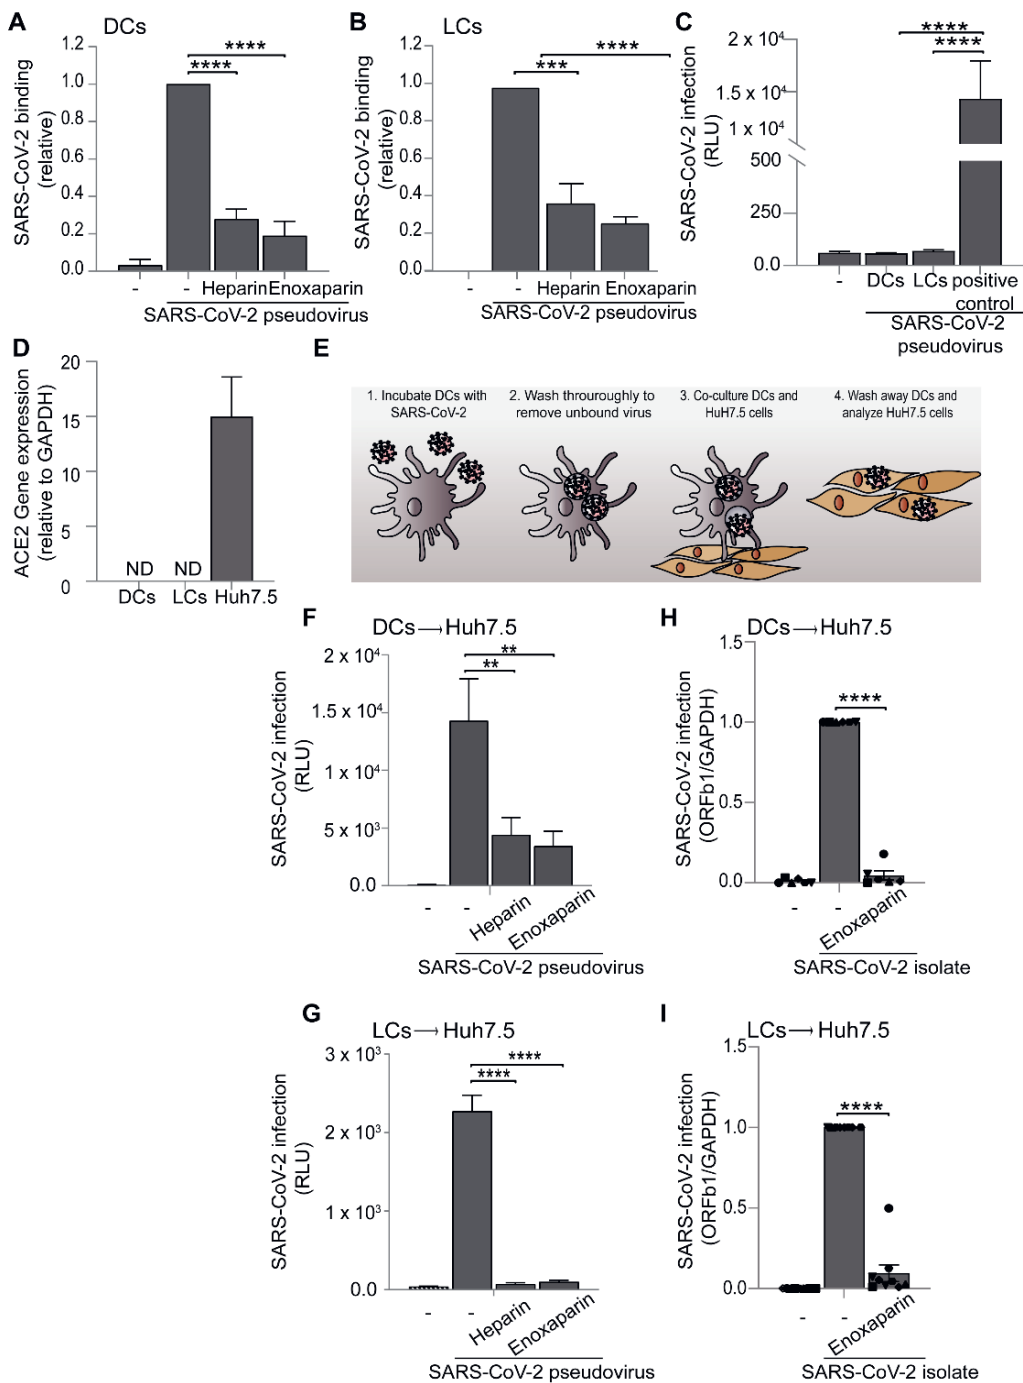 A
DCs
SARS-CoV-2 binding
(relative)
1.2
1.0
0.8
0.6
0.4
0.2
0.0
****
****
-
-
Heparin
Enoxaparin
SARS-CoV-2 pseudovirus
B
LCs
SARS-CoV-2 binding
(relative)
1.2
1.0
0.8
0.6
0.4
0.2
0.0
****
***
-
-
Heparin
Enoxaparin
SARS-CoV-2 pseudovirus
C
SARS-CoV-2 infection
(RLU)
2 x 10⁴
1.5 x 10⁴
1 x 10⁴
500
250
0.0
****
****
-
DCs
LCs
positive
control
SARS-CoV-2
pseudovirus
D
ACE2 Gene expression
(relative to GAPDH)
20
15
10
5
0
ND
ND
DCs
LCs
Huh7.5
E
1. Incubate DCs with
SARS-CoV-2
2. Wash throuroughly to
remove unbound virus
3. Co-culture DCs and
HuH7.5 cells
4. Wash away DCs and
analyze HuH7.5 cells
F
DCs→Huh7.5
SARS-CoV-2 infection
(RLU)
2 x 10⁴
1.5 x 10⁴
1 x 10⁴
5 x 10³
0.0
**
**
-
-
Heparin
Enoxaparin
SARS-CoV-2 pseudovirus
H
DCs→Huh7.5
SARS-CoV-2 infection
(ORFb1/GAPDH)
1.5
1.0
0.5
0.0
****
-
-
Enoxaparin
SARS-CoV-2 isolate
G
LCs→Huh7.5
SARS-CoV-2 infection
(RLU)
3 x 10³
2 x 10³
1 x 10³
0.0
****
****
-
-
Heparin
Enoxaparin
SARS-CoV-2 pseudovirus
I
LCs→Huh7.5
SARS-CoV-2 infection
(ORFb1/GAPDH)
1.5
1.0
0.5
0.0
****
-
-
Enoxaparin
SARS-CoV-2 isolate